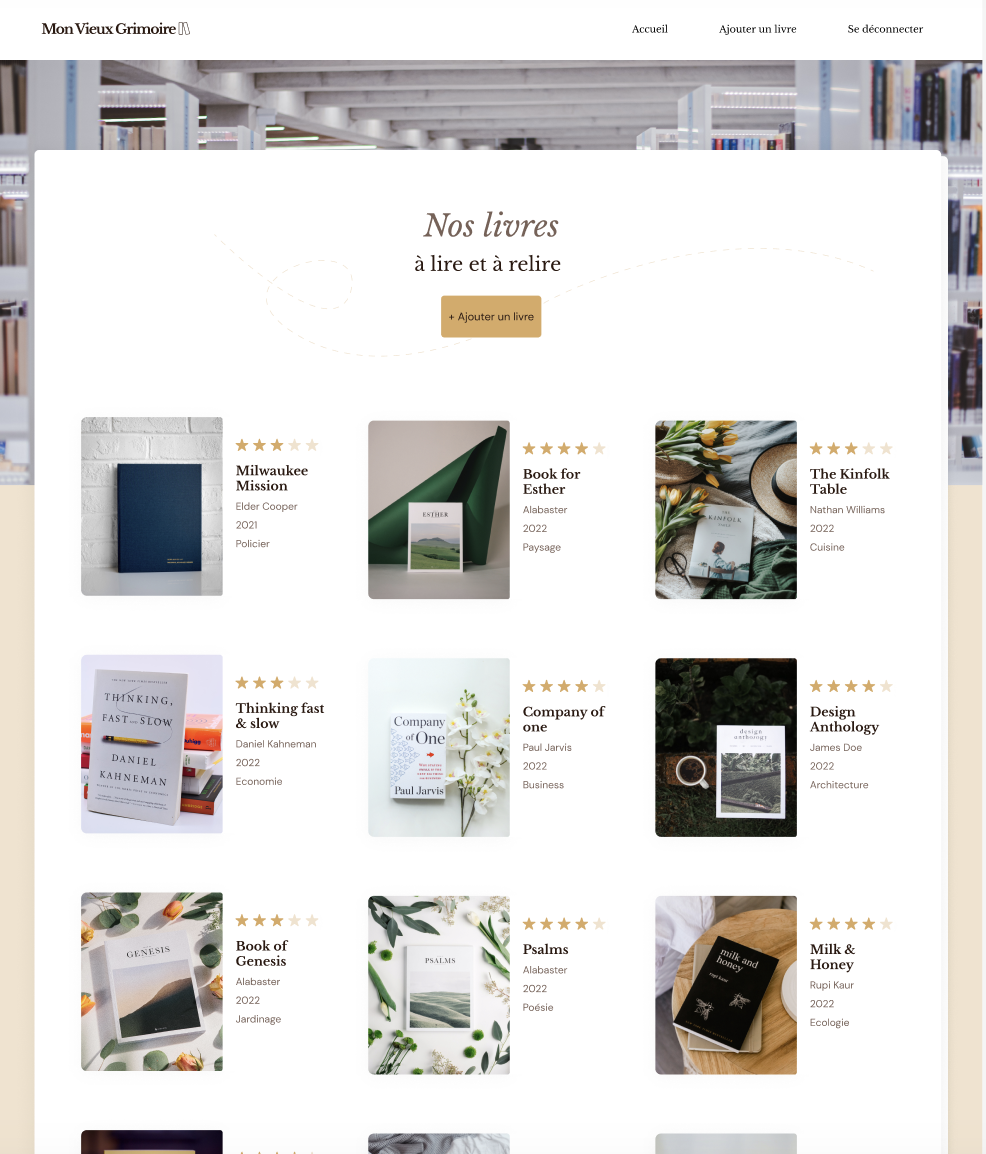 Mon Vieux Grimoire
Accueil
Ajouter un livre
Se déconnecter
Nos livres
à lire et à relire
+ Ajouter un livre
Milwaukee
Mission
Elder Cooper
2021
Policier
ESTHER
Book for
Esther
Alabaster
2022
Paysage
THE
KINFOLK
TABLE
The Kinfolk
Table
Nathan Williams
2022
Cuisine
THINKING,
FAST AND SLOW
DANIEL
KAHNEMAN
Thinking fast
& slow
Daniel Kahneman
2022
Economie
Company
of One
Paul Jarvis
Company of
one
Paul Jarvis
2022
Business
design
anthology
Design
Anthology
James Doe
2022
Architecture
GENESIS
Book of
Genesis
Alabaster
2022
Jardinage
PSALMS
Psalms
Alabaster
2022
Poésie
milk and
honey
rupi kaur
Milk &
Honey
Rupi Kaur
2022
Ecologie